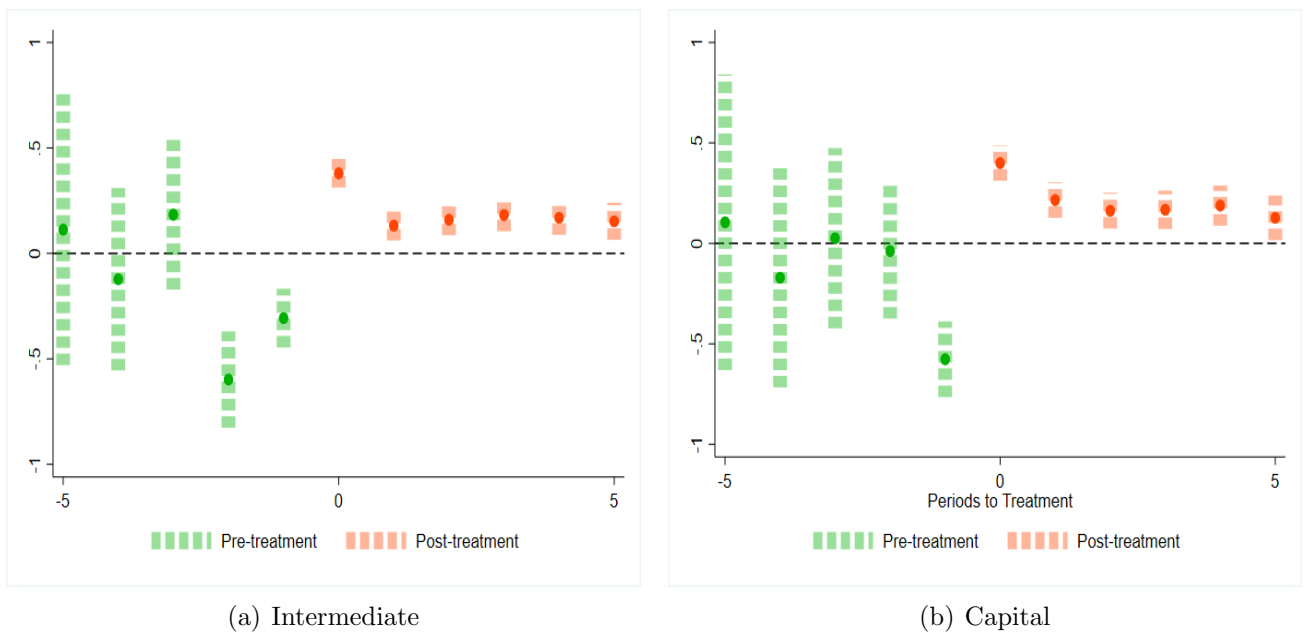 1
.5
0
-.5
-1
-5 0 5
Pre-treatment Post-treatment
(a) Intermediate
1
.5
0
-.5
-1
-5 0 5
Periods to Treatment
Pre-treatment Post-treatment
(b) Capital